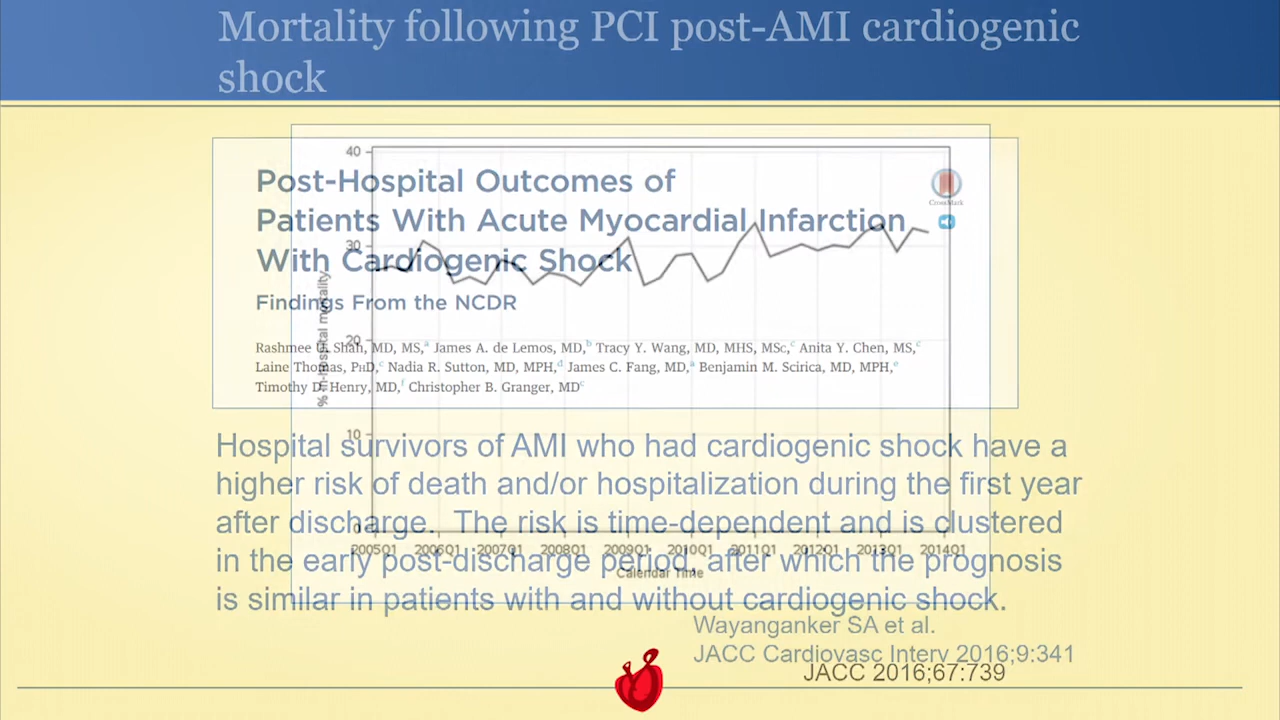 Mortality following PCI post-AMI cardiogenic
shock
Post-Hospital Outcomes of
Patients With Acute Myocardial Infarction
With Cardiogenic Shock
Findings From the NCDR
CrossMark
Rashmee U. Shah, MD, MS,a James A. de Lemos, MD,b Tracy Y. Wang, MD, MHS, MSc,c Anita Y. Chen, MS,c
Laine Thomas, PhD,c Nadia R. Sutton, MD, MPH,d James C. Fang, MD,a Benjamin M. Scirica, MD, MPH,e
Timothy D. Henry, MD,f Christopher B. Granger, MDc
40
30
20
10
0
% in-hospital mortality
2005Q1 2006Q1 2007Q1 2008Q1 2009Q1 2010Q1 2011Q1 2012Q1 2013Q1 2014Q1
Calendar Time
Hospital survivors of AMI who had cardiogenic shock have a
higher risk of death and/or hospitalization during the first year
after discharge. The risk is time-dependent and is clustered
in the early post-discharge period, after which the prognosis
is similar in patients with and without cardiogenic shock.
Wayanganker SA et al.
JACC Cardiovasc Interv 2016;9:341
JACC 2016;67:739